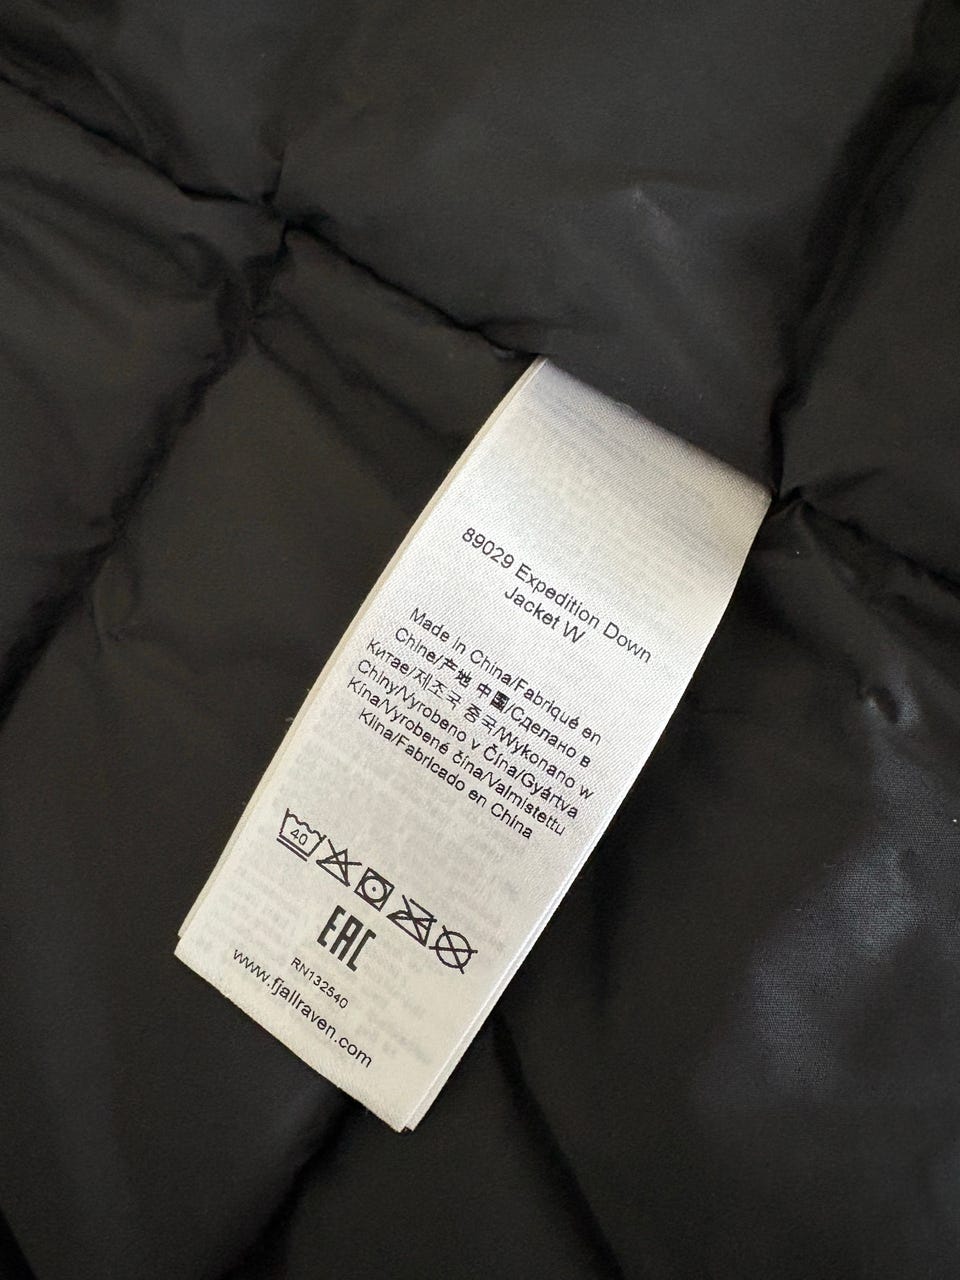 89029 Expedition Down
Jacket W
Made in China/Fabriqué en
Chine/产地 中国/Сделано в
Китае/제조국 중국/Wykonano w
Chiny/Vyrobeno v Čína/Gyártva
Kína/Vyrobené čína/Valmistettu
Kiina/Fabricado en China
40
EAC
RN132540
www.fjallraven.com